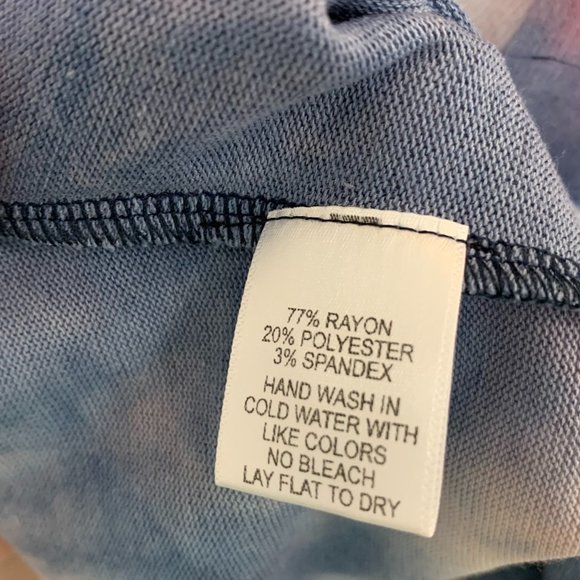 77% RAYON
20% POLYESTER
3% SPANDEX
HAND WASH IN
COLD WATER WITH
LIKE COLORS
NO BLEACH
LAY FLAT TO DRY